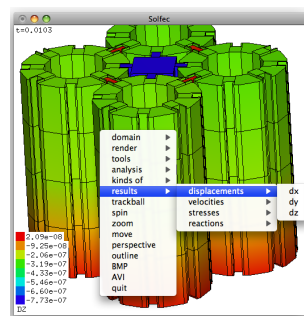 Solfec
t=0.0103
domain
render
tools
analysis
kinds of
results
trackball
spin
zoom
move
perspective
outline
BMP
AVI
quit
displacements
velocities
stresses
reactions
dx
dy
dz
2.09e-08
-9.25e-08
-2.06e-07
-3.19e-07
-4.33e-07
-5.46e-07
-6.60e-07
-7.73e-07
DZ